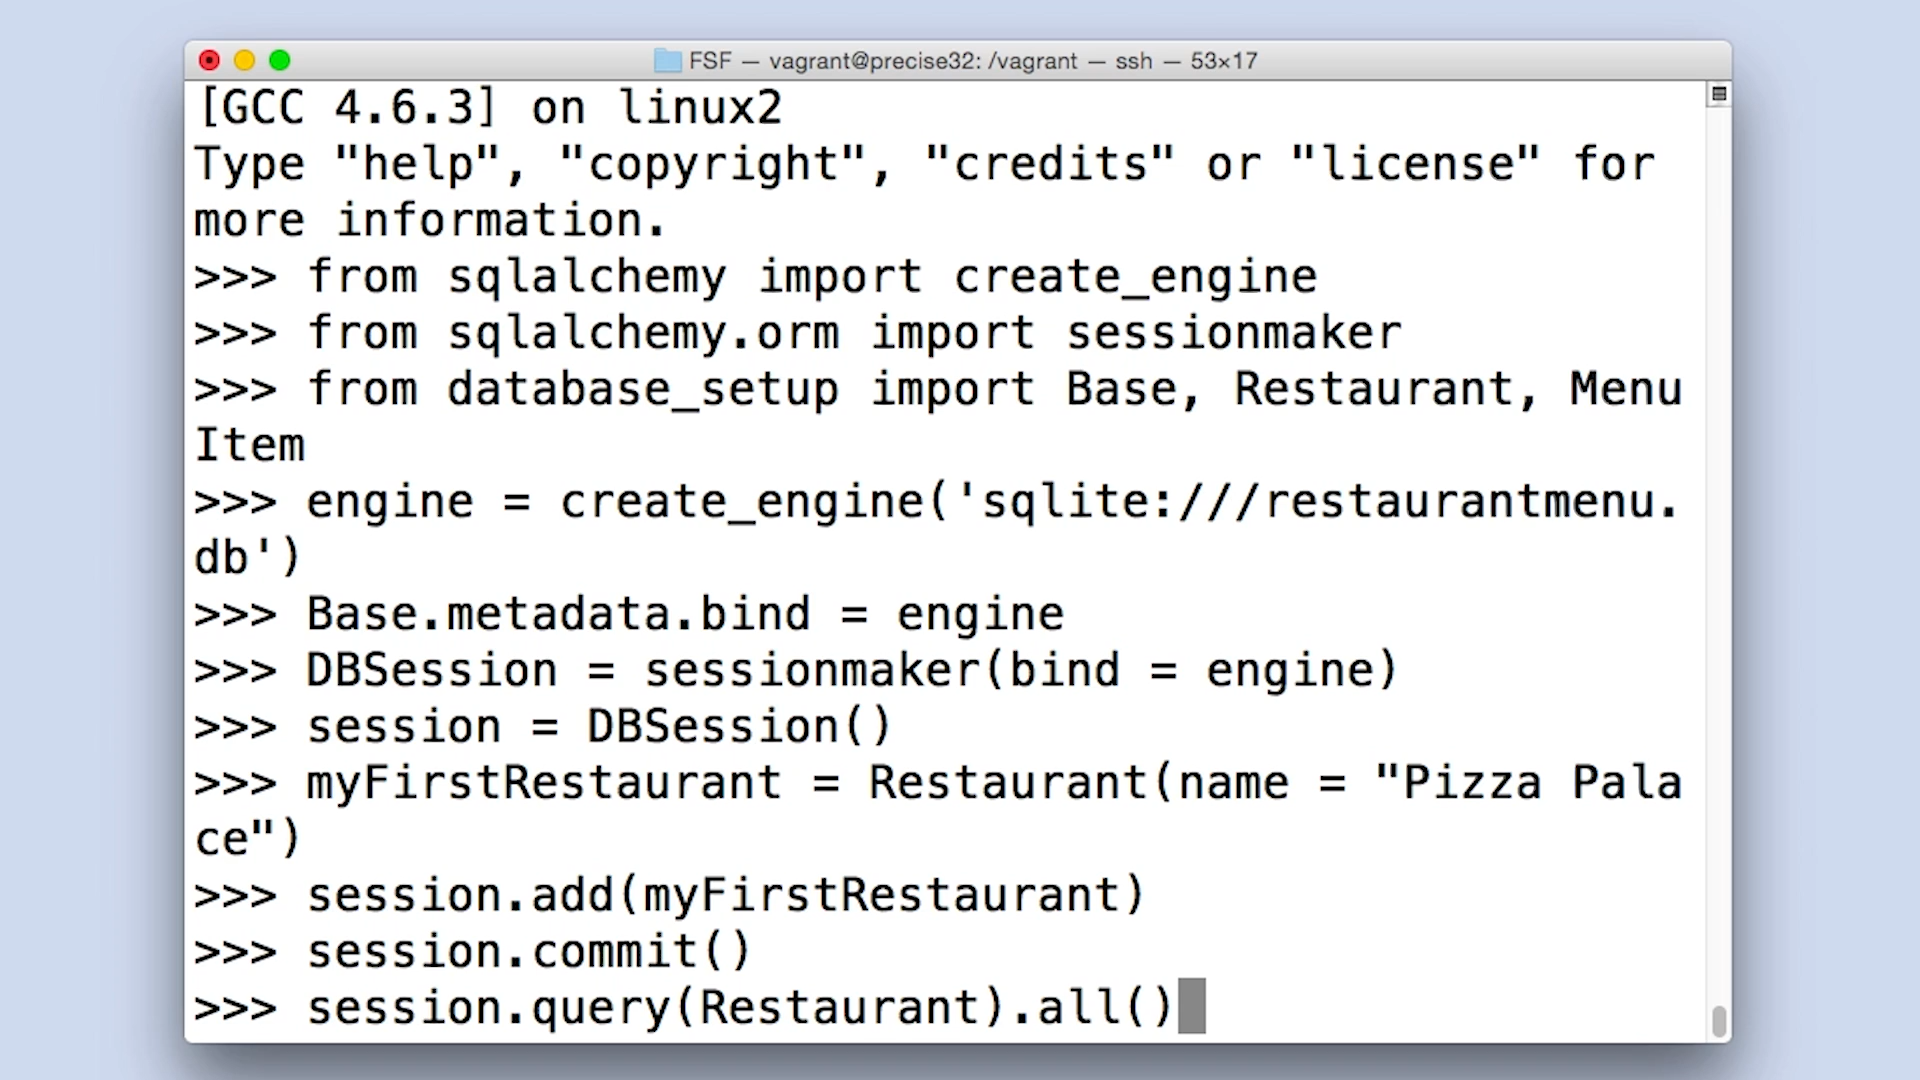 FSF — vagrant@precise32: /vagrant — ssh — 53×17
[GCC 4.6.3] on linux2
Type "help", "copyright", "credits" or "license" for
more information.
>>> from sqlalchemy import create_engine
>>> from sqlalchemy.orm import sessionmaker
>>> from database_setup import Base, Restaurant, Menu
Item
>>> engine = create_engine('sqlite:///restaurantmenu.
db')
>>> Base.metadata.bind = engine
>>> DBSession = sessionmaker(bind = engine)
>>> session = DBSession()
>>> myFirstRestaurant = Restaurant(name = "Pizza Pala
ce")
>>> session.add(myFirstRestaurant)
>>> session.commit()
>>> session.query(Restaurant).all()